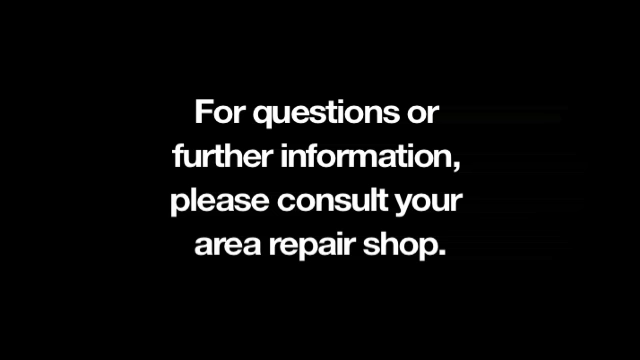 For questions or
further information,
please consult your
area repair shop.